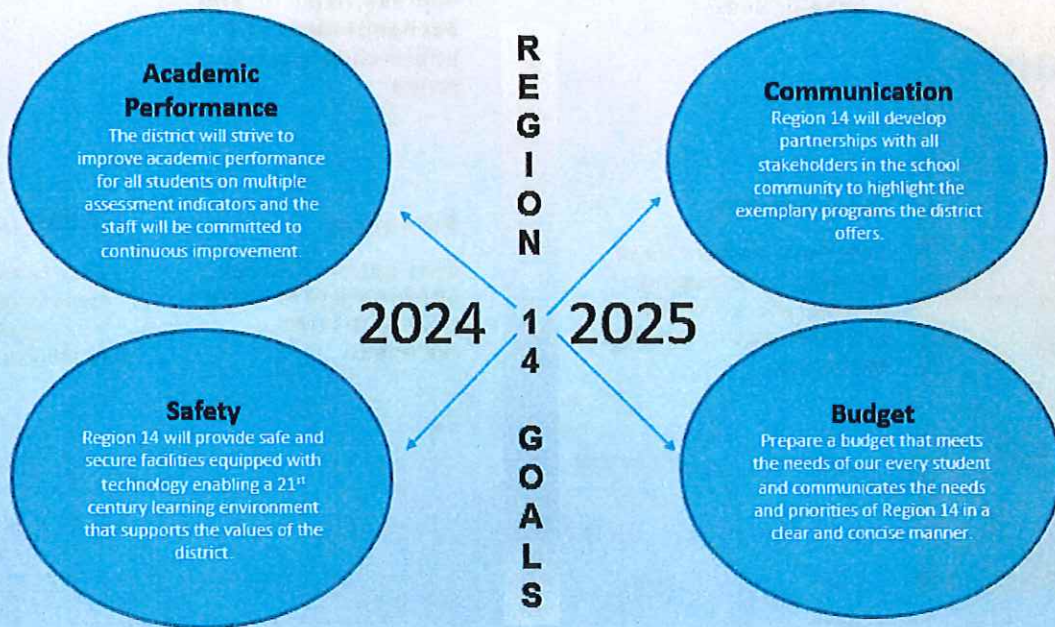 Academic
Performance
The district will strive to
improve academic performance
for all students on multiple
assessment indicators and the
staff will be committed to
continuous improvement.
Communication
Region 14 will develop
partnerships with all
stakeholders in the school
community to highlight the
exemplary programs the district
offers.
REGION
14
GOALS
2024
2025
Safety
Region 14 will provide safe and
secure facilities equipped with
technology enabling a 21st
century learning environment
that supports the values of the
district.
Budget
Prepare a budget that meets
the needs of our every student
and communicates the needs
and priorities of Region 14 in a
clear and concise manner.